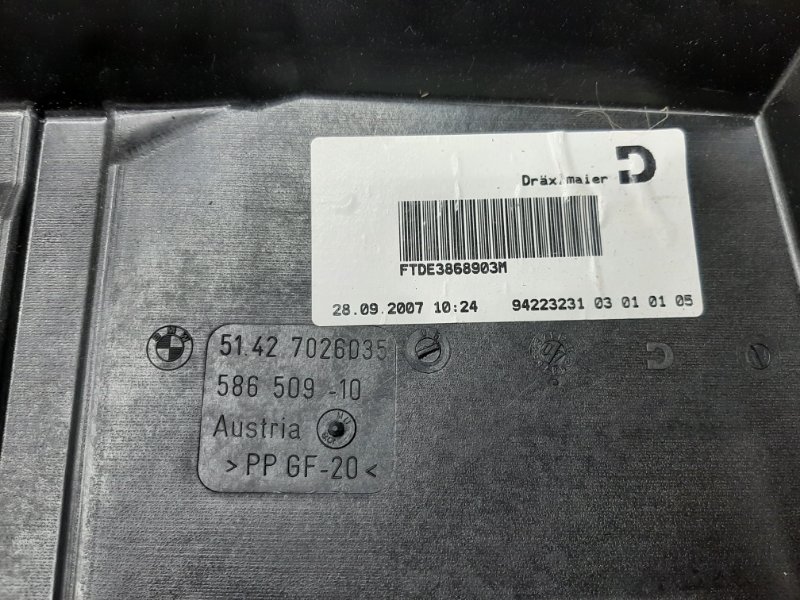 Dräxlmaier
FTDE3868903M
28.09.2007 10:24 94223231 03 01 01 05
51.42 7026035
586 509 -10
Austria
>PP GF-20<